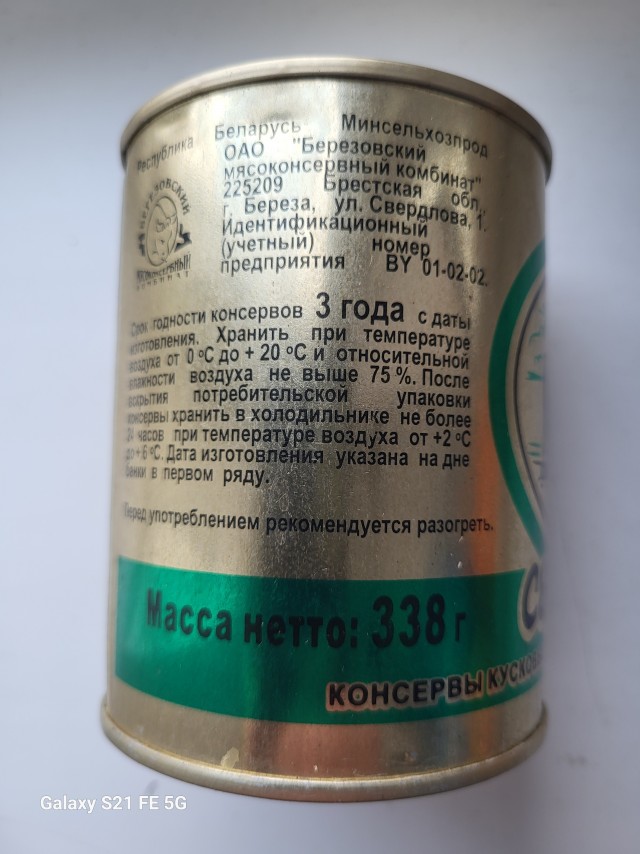 Республика Беларусь Минсельхозпрод
ОАО "Березовский
мясоконсервный комбинат"
225209 Брестская обл,
г. Береза, ул. Свердлова, 1.
Идентификационный
(учетный) номер
предприятия BY 01-02-02.
БЕРЕЗОВСКИЙ
МЯСОКОНСЕРВНЫЙ
КОМБИНАТ
Срок годности консервов 3 года с даты
изготовления. Хранить при температуре
воздуха от 0 °C до + 20 °C и относительной
влажности воздуха не выше 75 %. После
вскрытия потребительской упаковки
консервы хранить в холодильнике не более
24 часов при температуре воздуха от +2 °C
до + 6 °C. Дата изготовления указана на дне
банки в первом ряду.
Перед употреблением рекомендуется разогреть.
Масса нетто: 338 г
КОНСЕРВЫ
Galaxy S21 FE 5G